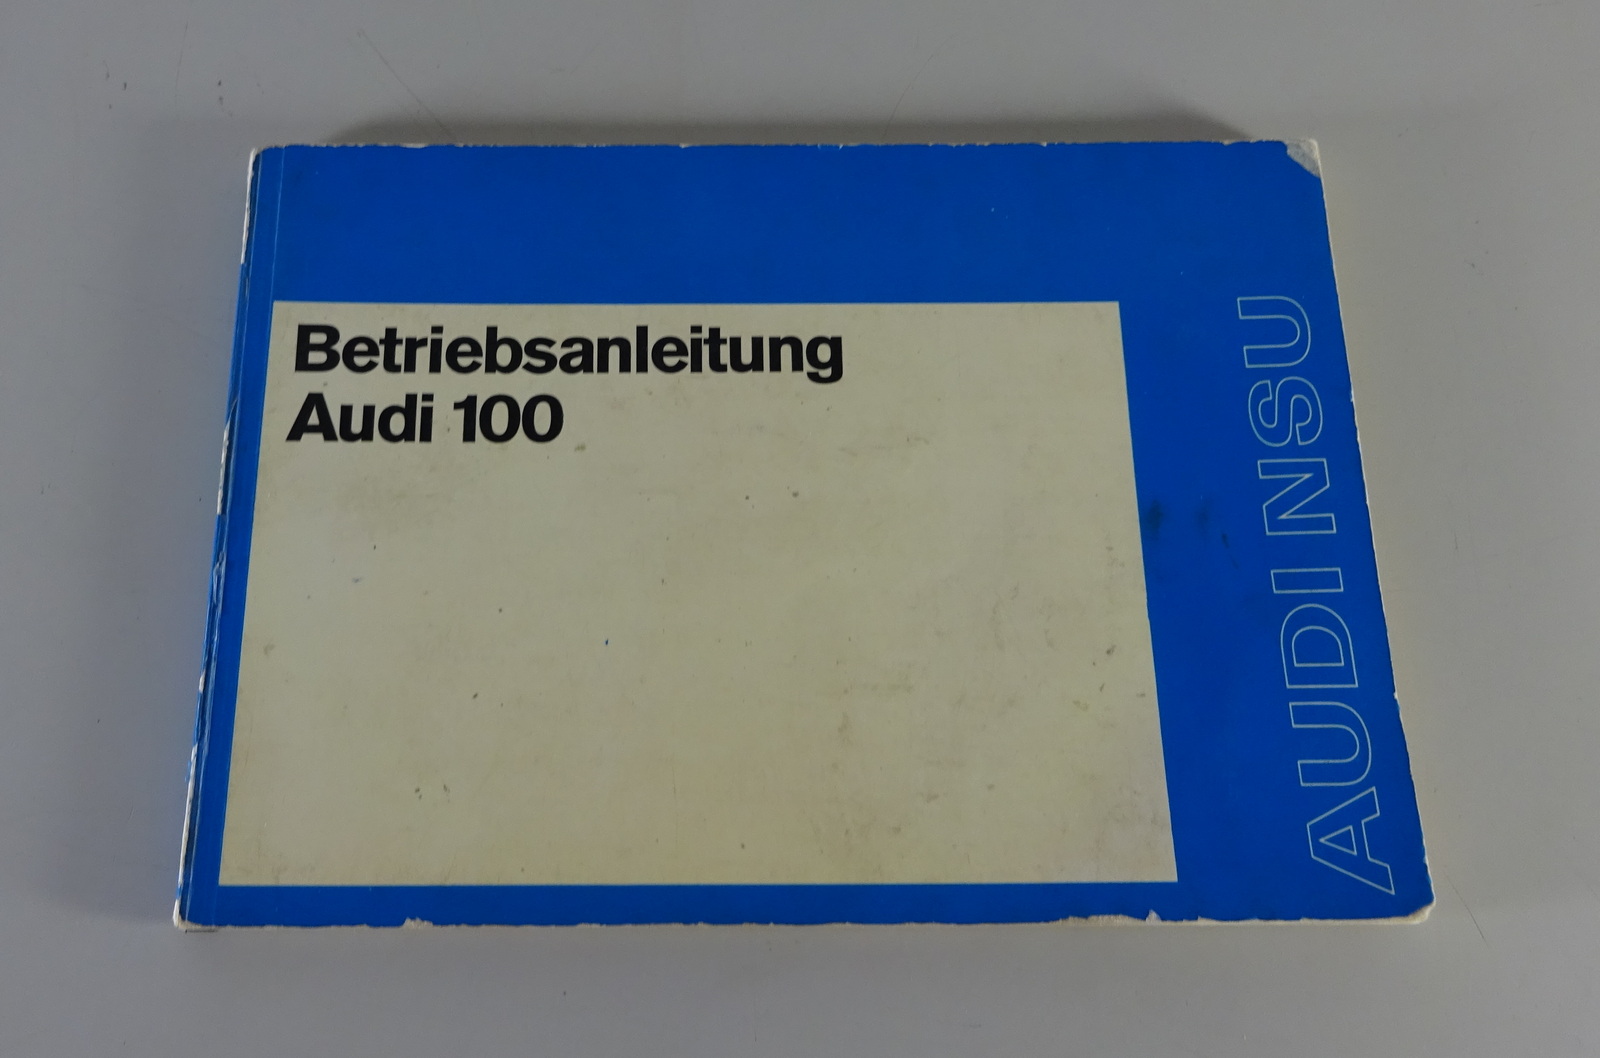 Betriebsanleitung
Audi 100
AUDI NSU